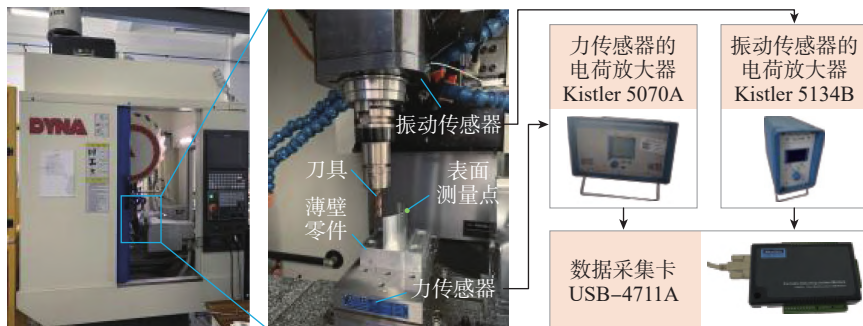 DYNA
振动传感器
刀具
表面
测量点
薄壁
零件
力传感器
力传感器的
电荷放大器
Kistler 5070A
振动传感器的
电荷放大器
Kistler 5134B
数据采集卡
USB–4711A